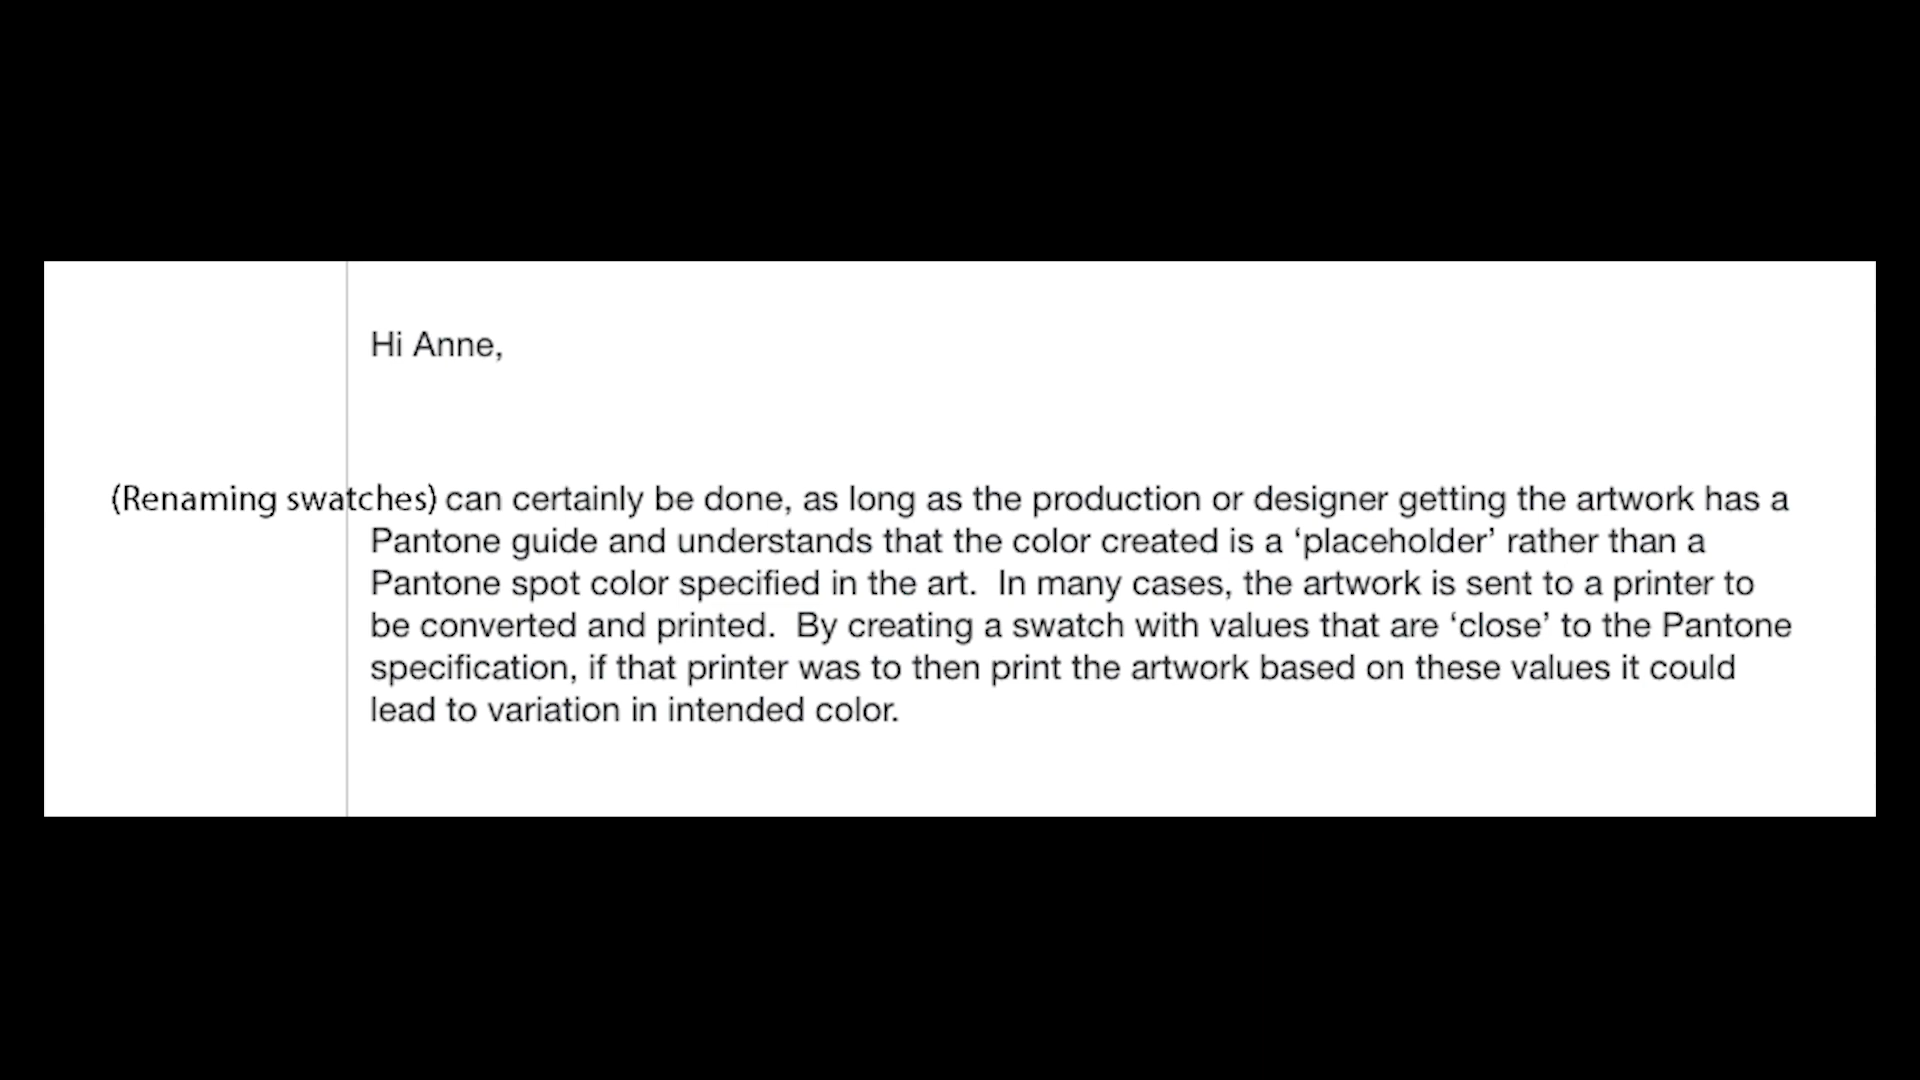 Hi Anne,
(Renaming swatches) can certainly be done, as long as the production or designer getting the artwork has a
Pantone guide and understands that the color created is a ‘placeholder’ rather than a
Pantone spot color specified in the art.  In many cases, the artwork is sent to a printer to
be converted and printed.  By creating a swatch with values that are ‘close’ to the Pantone
specification, if that printer was to then print the artwork based on these values it could
lead to variation in intended color.